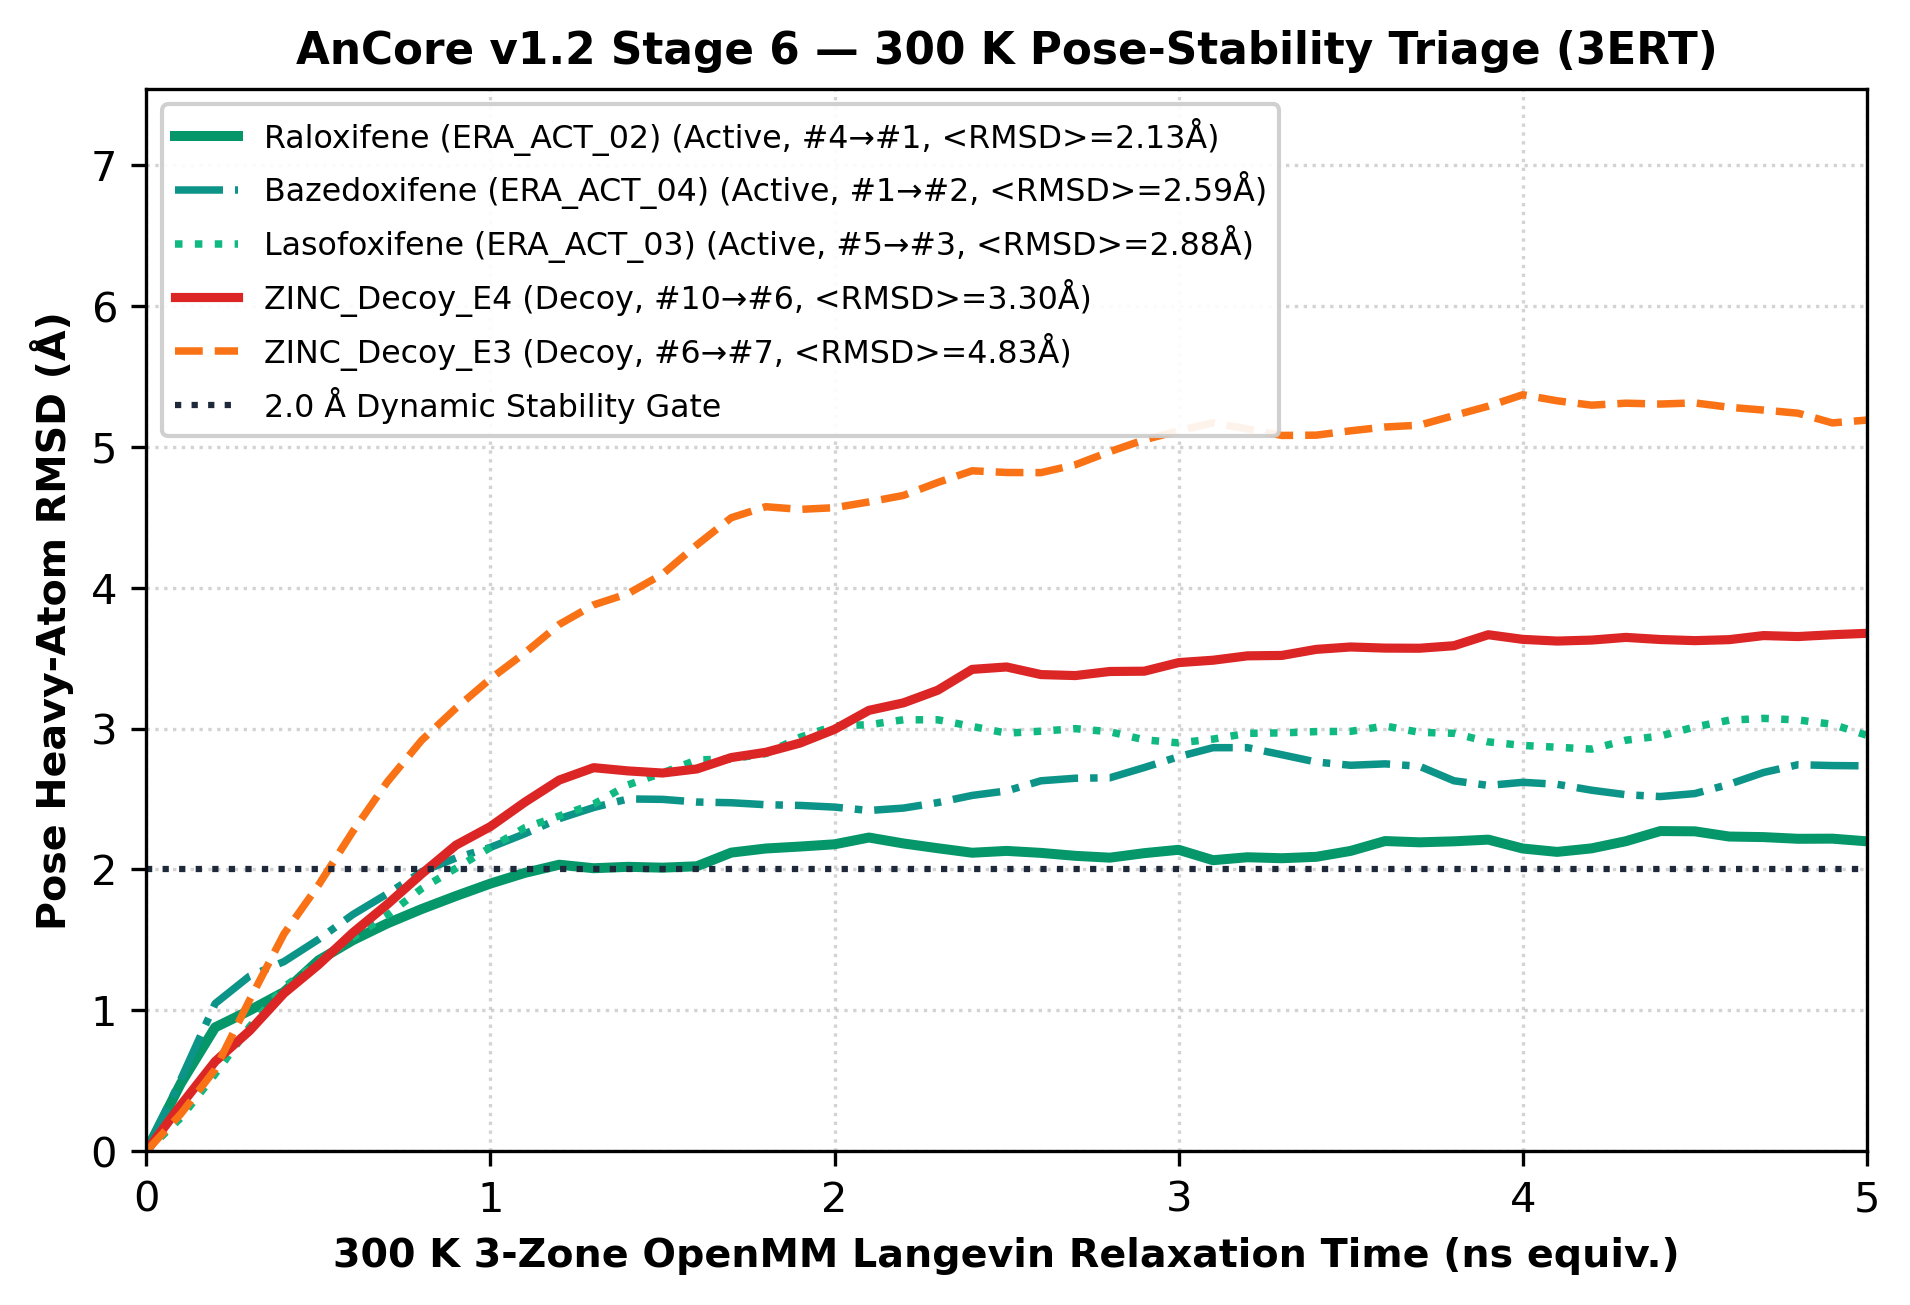 AnCore v1.2 Stage 6 — 300 K Pose-Stability Triage (3ERT)
Raloxifene (ERA_ACT_02) (Active, #4→#1, <RMSD>=2.13Å)
Bazedoxifene (ERA_ACT_04) (Active, #1→#2, <RMSD>=2.59Å)
Lasofoxifene (ERA_ACT_03) (Active, #5→#3, <RMSD>=2.88Å)
ZINC_Decoy_E4 (Decoy, #10→#6, <RMSD>=3.30Å)
ZINC_Decoy_E3 (Decoy, #6→#7, <RMSD>=4.83Å)
2.0 Å Dynamic Stability Gate
Pose Heavy-Atom RMSD (Å)
7
6
5
4
3
2
1
0
0 1 2 3 4 5
300 K 3-Zone OpenMM Langevin Relaxation Time (ns equiv.)